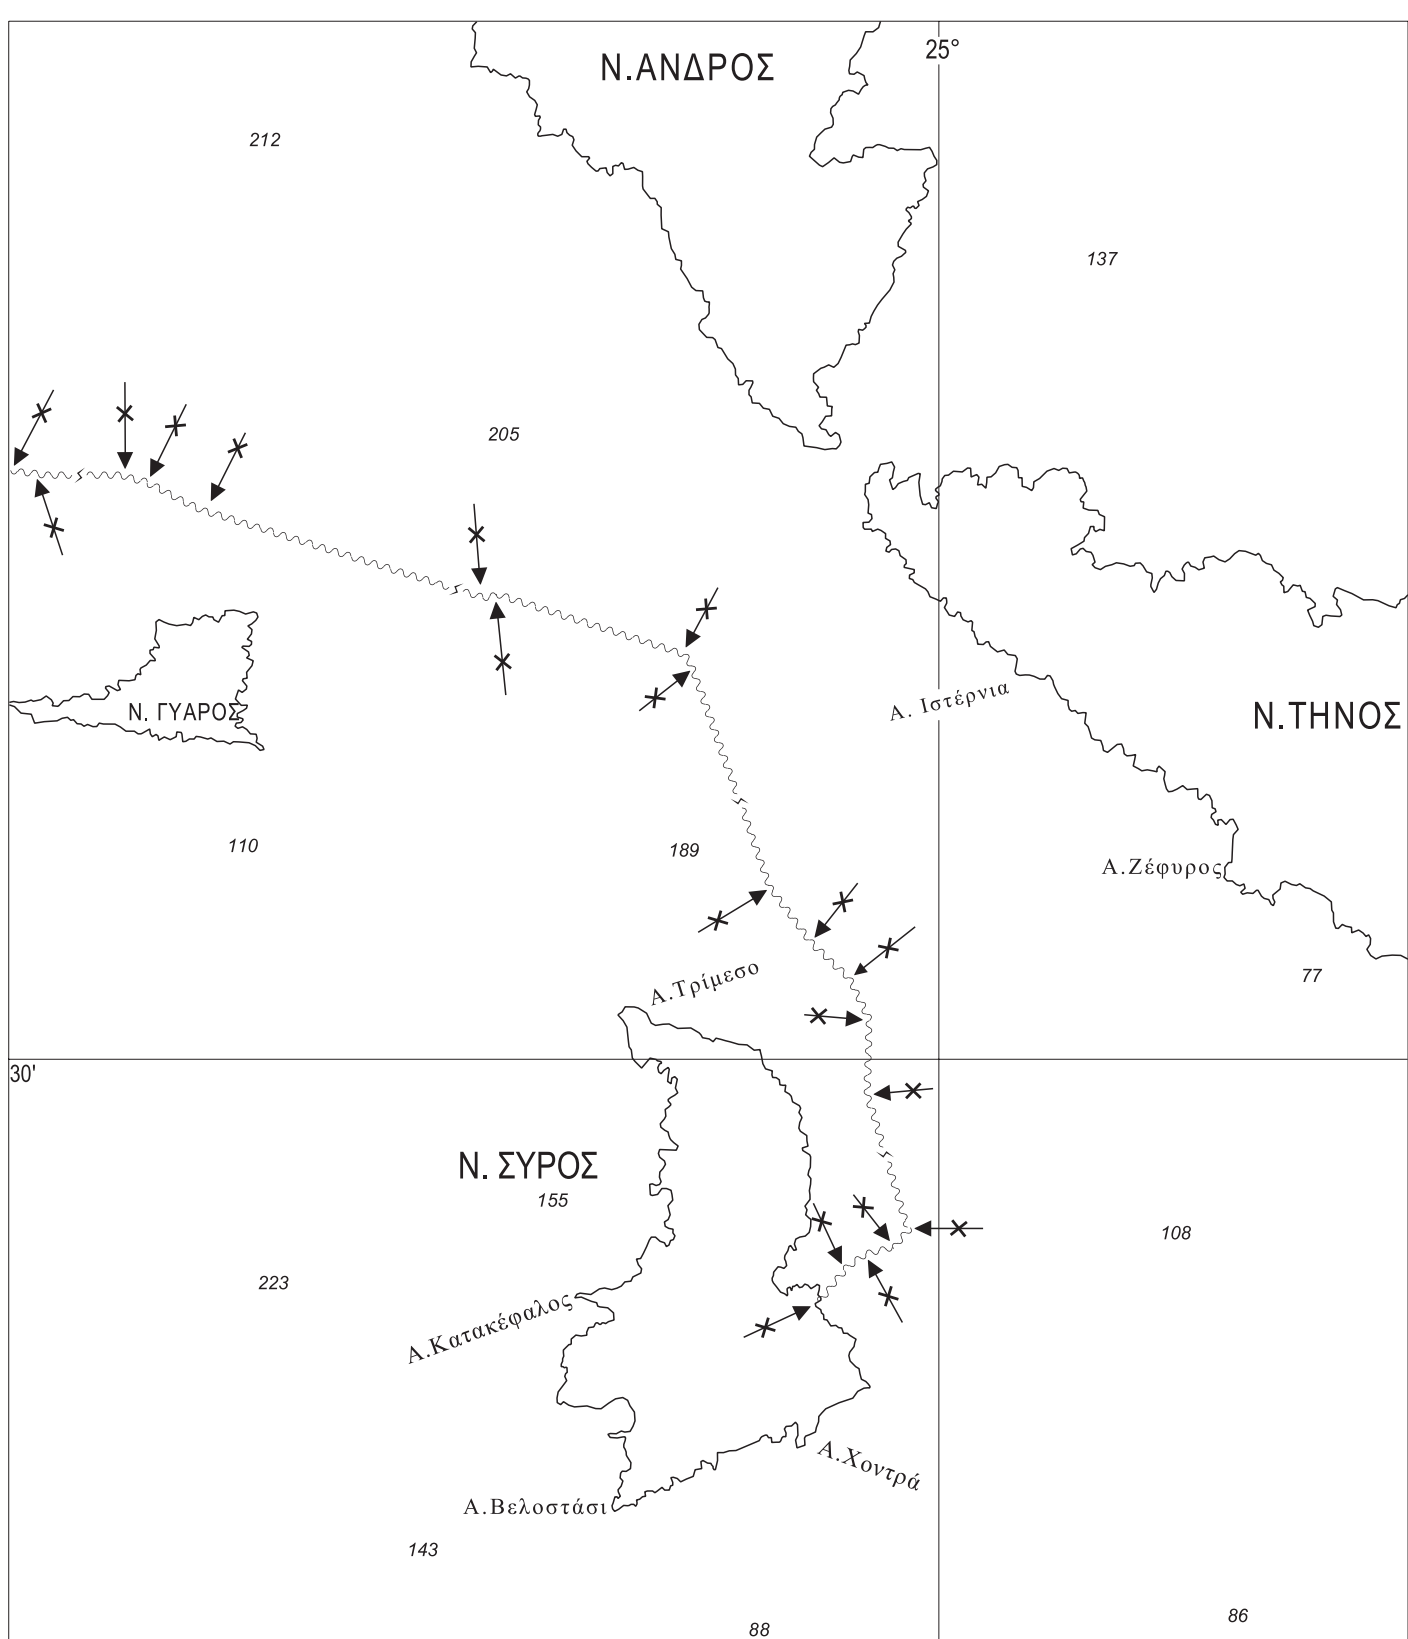 Ν.ΑΝΔΡΟΣ
25°
212
137
205
Α. Ιστέρνια
Ν. ΓΥΑΡΟΣ
Ν.ΤΗΝΟΣ
110
189
Α.Ζέφυρος
Α.Τρίμεσο
77
30'
Ν. ΣΥΡΟΣ
155
108
223
Α.Κατακέφαλος
Α.Χοντρά
Α.Βελοστάσι
143
86
88